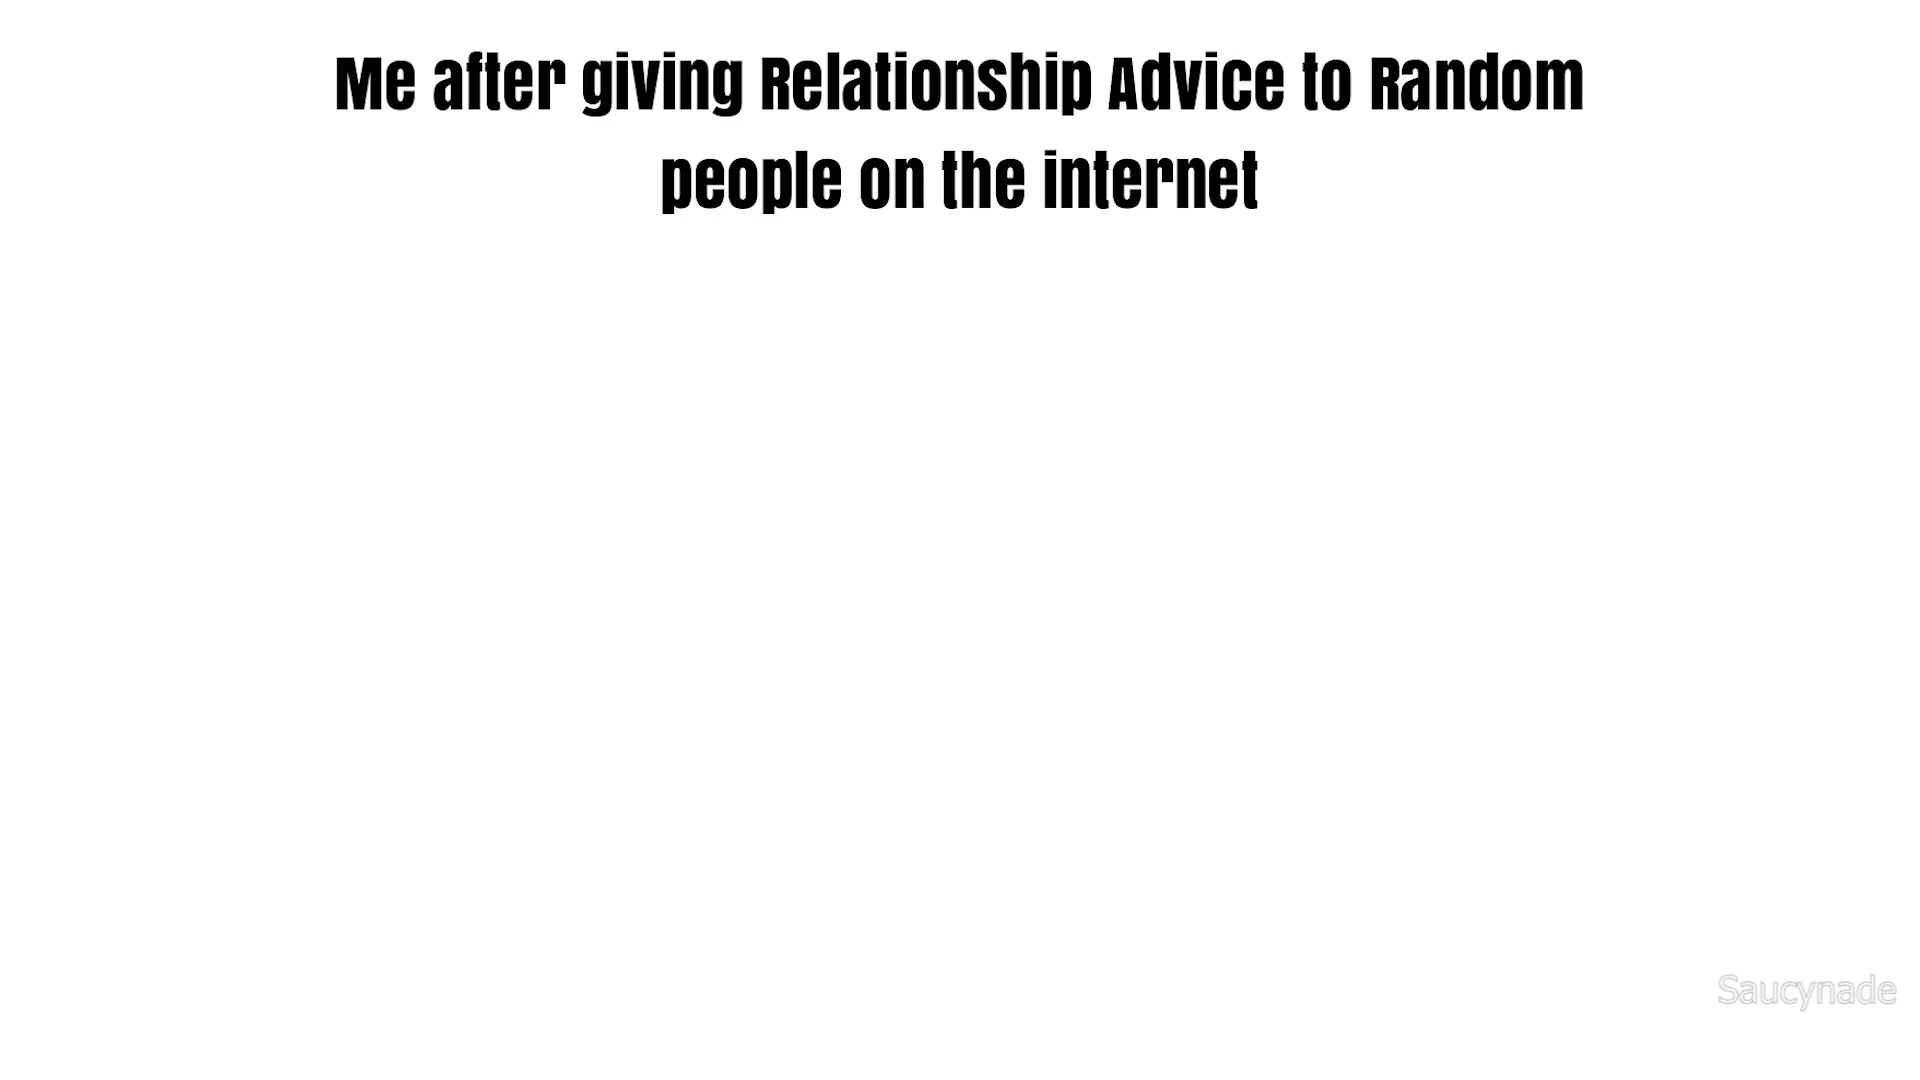 Me after giving Relationship Advice to Random
people on the internet
Saucynade